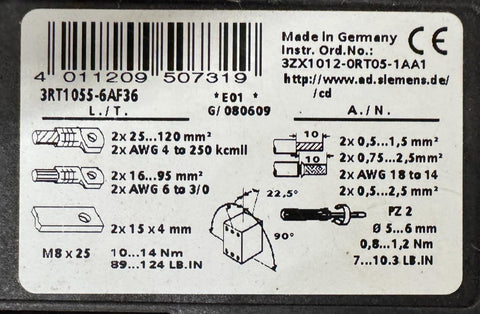 Made in Germany
Instr. Ord.No.:
3ZX1012-0RT05-1AA1
http://www.ad.siemens.de/
/cd
CE
4 011209 507319
3RT1055-6AF36
*E01 *
G/ 080609
L./T.
A./N.
2x 25...120 mm²
2x AWG 4 to 250 kcmil
2x 16...95 mm²
2x AWG 6 to 3/0
2x 15 x 4 mm
M8 x 25
10...14 Nm
89...124 LB.IN
22,5°
90°
10
2x 0,5...1,5 mm²
10
2x 0,75...2,5mm²
2x AWG 18 to 14
2x 0,5...2,5 mm²
PZ 2
Ø 5...6mm
0,8...1,2 Nm
7...10.3 LB.IN